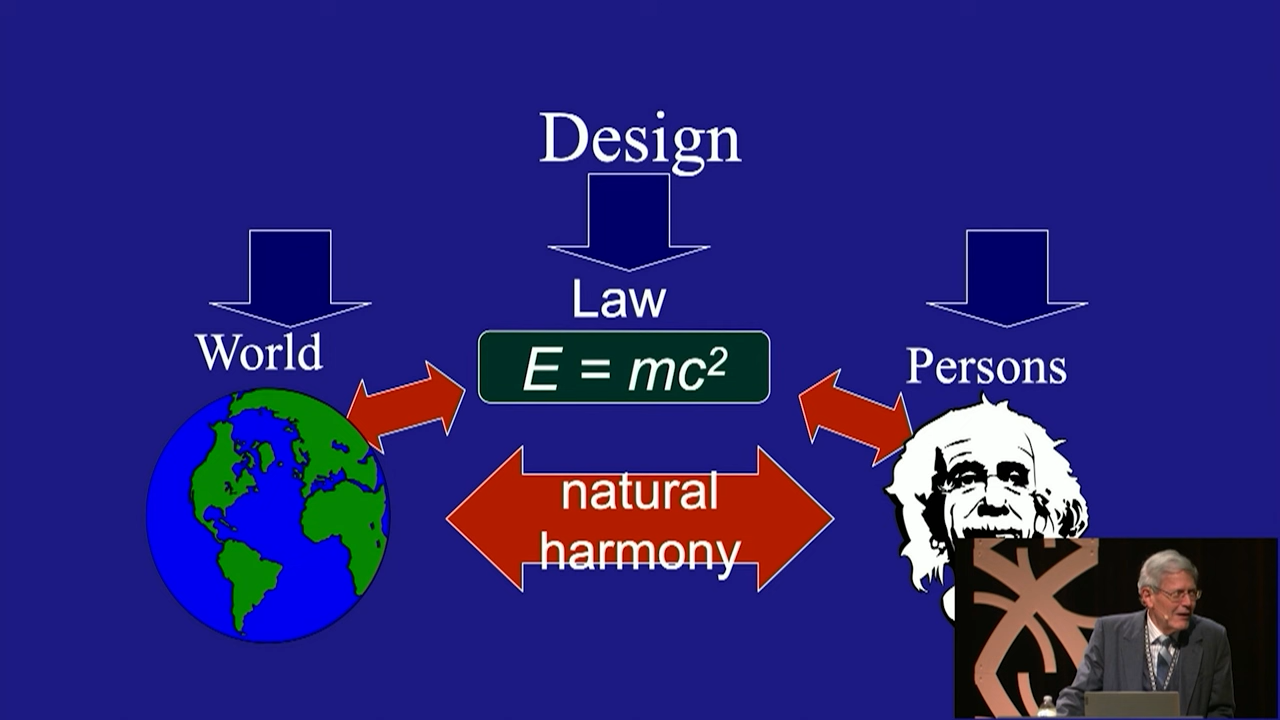 Design
Law
World
E = mc²
Persons
natural
harmony